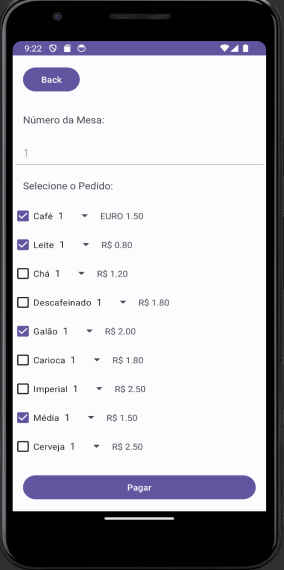 9:22
Back
Número da Mesa:
1
Selecione o Pedido:
Café 1 EURO 1.50
Leite 1 R$ 0.80
Chá 1 R$ 1.20
Descafeinado 1 R$ 1.80
Galão 1 R$ 2.00
Carioca 1 R$ 1.80
Imperial 1 R$ 2.50
Média 1 R$ 1.50
Cerveja 1 R$ 2.50
Pagar